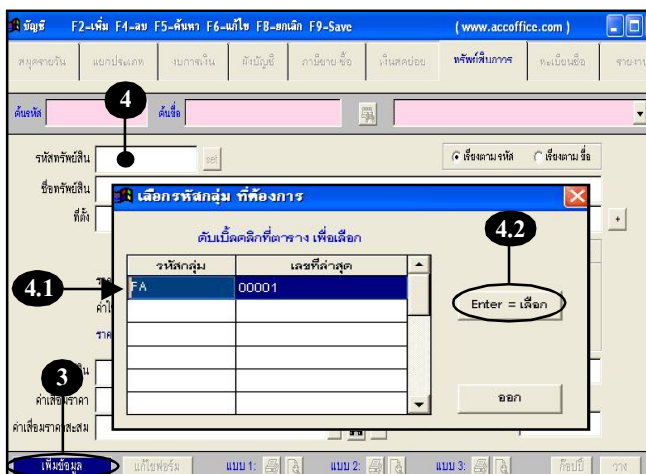 บัญชี F2-เพิ่ม F4-ลบ F5-ค้นหา F6-แก้ไข F8-ยกเลิก F9-Save ( www.accoffice.com )
สมุดรายวัน แยกประเภท งบการเงิน ผังบัญชี ภาษีขาย ซื้อ เงินสดย่อย ทรัพย์สินถาวร ทะเบียนชื่อ รายงาน
ค้นรหัส 4 ค้นชื่อ
รหัสทรัพย์สิน set เรียงตาม รหัส เรียงตาม ชื่อ
ชื่อทรัพย์สิน
ที่ตั้ง +
เลือกรหัสกลุ่ม ที่ต้องการ
ดับเบิ้ลคลิกที่ตาราง เพื่อเลือก 4.2
รหัสกลุ่ม เลขที่ล่าสุด
4.1 FA 00001
Enter = เลือก
ราค
3
ค่าเสื่อมราคา
ออก
ค่าเสื่อมราคาสะสม
เพิ่มข้อมูล แก้ไขฟอร์ม แบบ 1: แบบ 2: แบบ 3: ก๊อปปี้ วาง